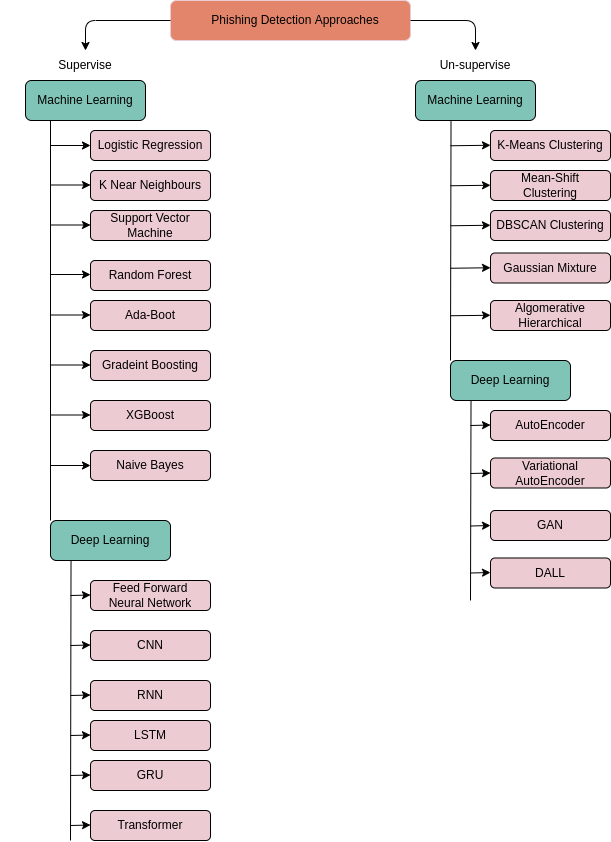 Phishing Detection Approaches
Supervise
Machine Learning
Logistic Regression
K Near Neighbours
Support Vector
Machine
Random Forest
Ada-Boot
Gradeint Boosting
XGBoost
Naive Bayes
Deep Learning
Feed Forward
Neural Network
CNN
RNN
LSTM
GRU
Transformer
Un-supervise
Machine Learning
K-Means Clustering
Mean-Shift
Clustering
DBSCAN Clustering
Gaussian Mixture
Algomerative
Hierarchical
Deep Learning
AutoEncoder
Variational
AutoEncoder
GAN
DALL